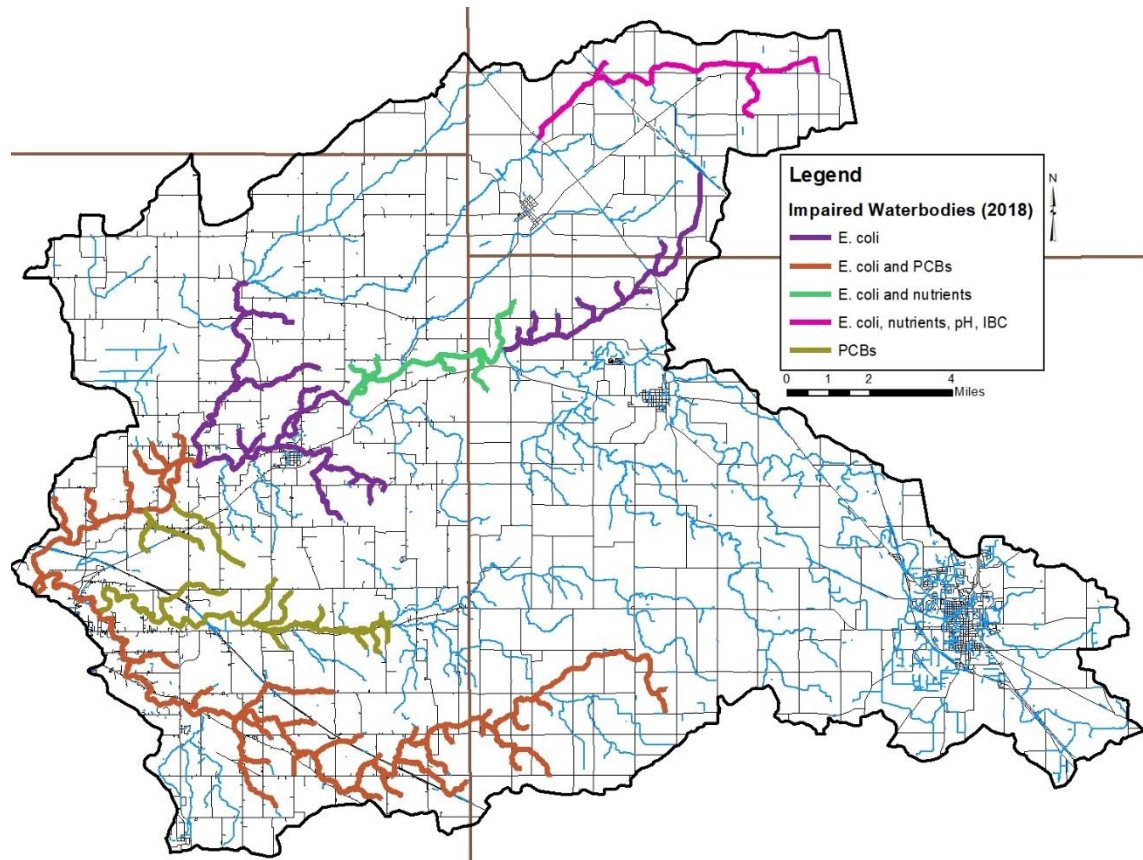 Legend
Impaired Waterbodies (2018)
E. coli
E. coli and PCBs
E. coli and nutrients
E. coli, nutrients, pH, IBC
PCBs
N
0 1 2 4
Miles